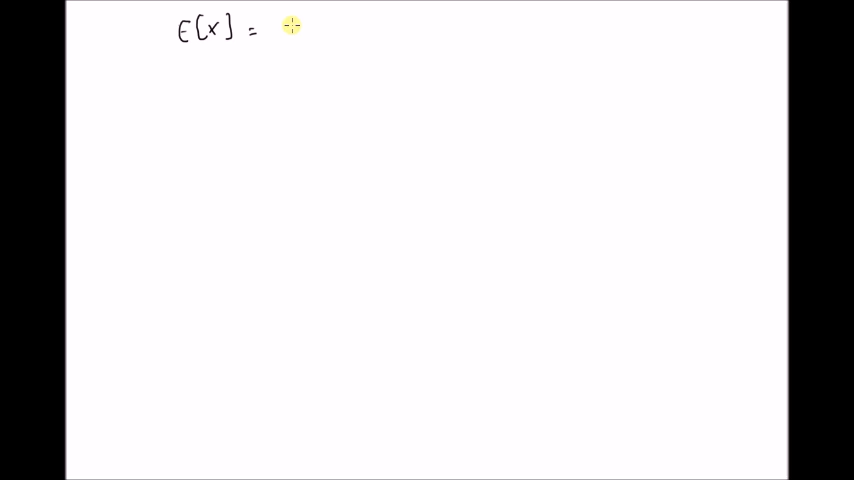 E[x] =